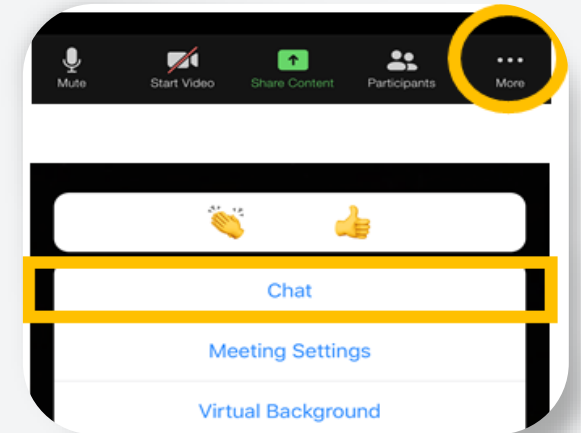 Mute Start Video Share Content Participants More
Chat
Meeting Settings
Virtual Background